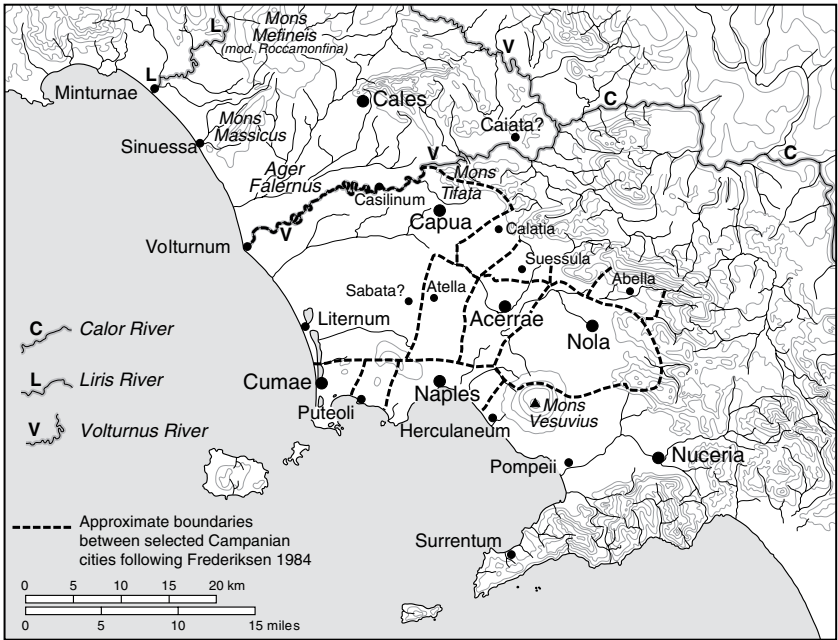 L
Mons
Mefineis
(mod. Roccamonfina)
V
L
Minturnae
Cales
C
Mons
Massicus
Caiata?
Sinuessa
V
C
Ager
Falernus
Mons
Tifata
Casilinum
Capua
V
Calatia
Volturnum
Suessula
Abella
Sabata?
Atella
Liternum
Acerrae
Nola
C Calor River
L Liris River
V Volturnus River
Cumae
Naples
Puteoli
Mons
Vesuvius
Herculaneum
Pompeii
Nuceria
Surrentum
Approximate boundaries
between selected Campanian
cities following Frederiksen 1984
0 5 10 15 20 km
0 5 10 15 miles